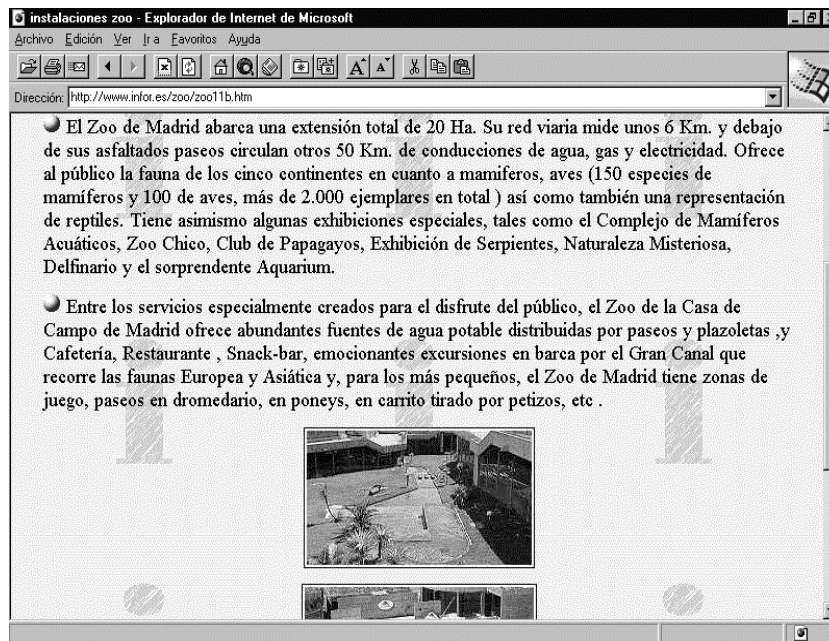 instalaciones zoo - Explorador de Internet de Microsoft
Archivo Edición Ver Ir a Favoritos Ayuda
Dirección: http://www.infor.es/zoo/zoo11b.htm
El Zoo de Madrid abarca una extensión total de 20 Ha. Su red viaria mide unos 6 Km. y debajo
de sus asfaltados paseos circulan otros 50 Km. de conducciones de agua, gas y electricidad. Ofrece
al público la fauna de los cinco continentes en cuanto a mamiferos, aves (150 especies de
mamíferos y 100 de aves, más de 2.000 ejemplares en total ) así como también una representación
de reptiles. Tiene asimismo algunas exhibiciones especiales, tales como el Complejo de Mamíferos
Acuáticos, Zoo Chico, Club de Papagayos, Exhibición de Serpientes, Naturaleza Misteriosa,
Delfinario y el sorprendente Aquarium.
Entre los servicios especialmente creados para el disfrute del público, el Zoo de la Casa de
Campo de Madrid ofrece abundantes fuentes de agua potable distribuidas por paseos y plazoletas ,y
Cafetería, Restaurante , Snack-bar, emocionantes excursiones en barca por el Gran Canal que
recorre las faunas Europea y Asiática y, para los más pequeños, el Zoo de Madrid tiene zonas de
juego, paseos en dromedario, en poneys, en carrito tirado por petizos, etc .